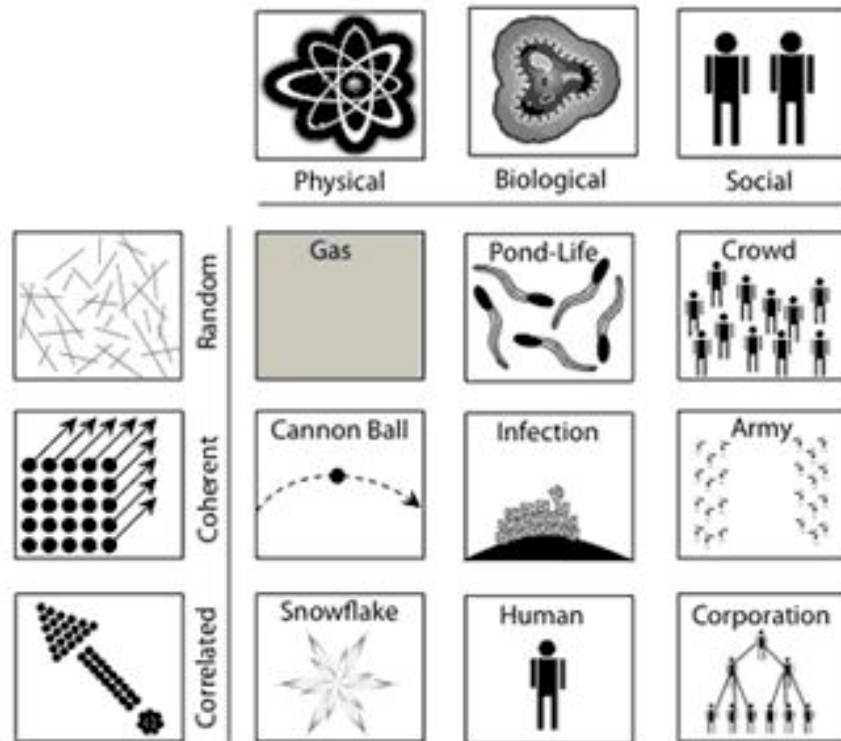 Physical
Biological
Social
Random
Gas
Pond-Life
Crowd
Coherent
Cannon Ball
Infection
Army
Correlated
Snowflake
Human
Corporation